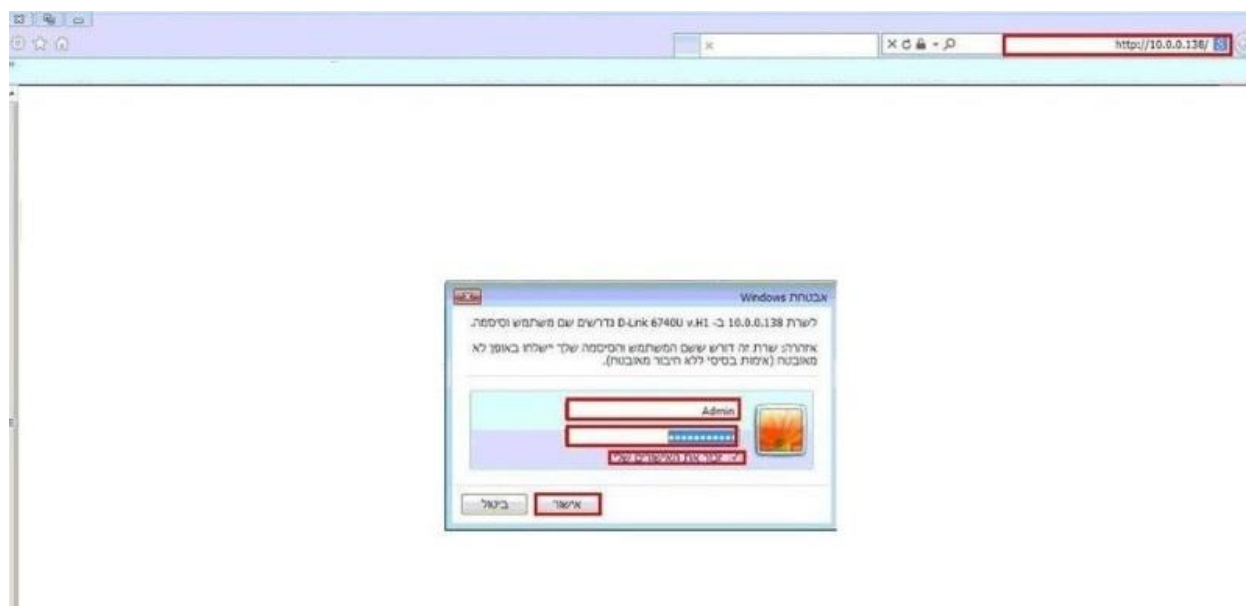 http://10.0.0.138/
אבטחת Windows
לשרת 10.0.0.138 ב- D-Link 6740U v.H1 נדרשים שם משתמש וסיסמה.
אזהרה: שרת זה דורש ששם המשתמש והסיסמה שלך יישלחו באופן לא
מאובטח (אימות בסיסי ללא חיבור מאובטח).
Admin
זכור את האישורים שלי
אישור
ביטול